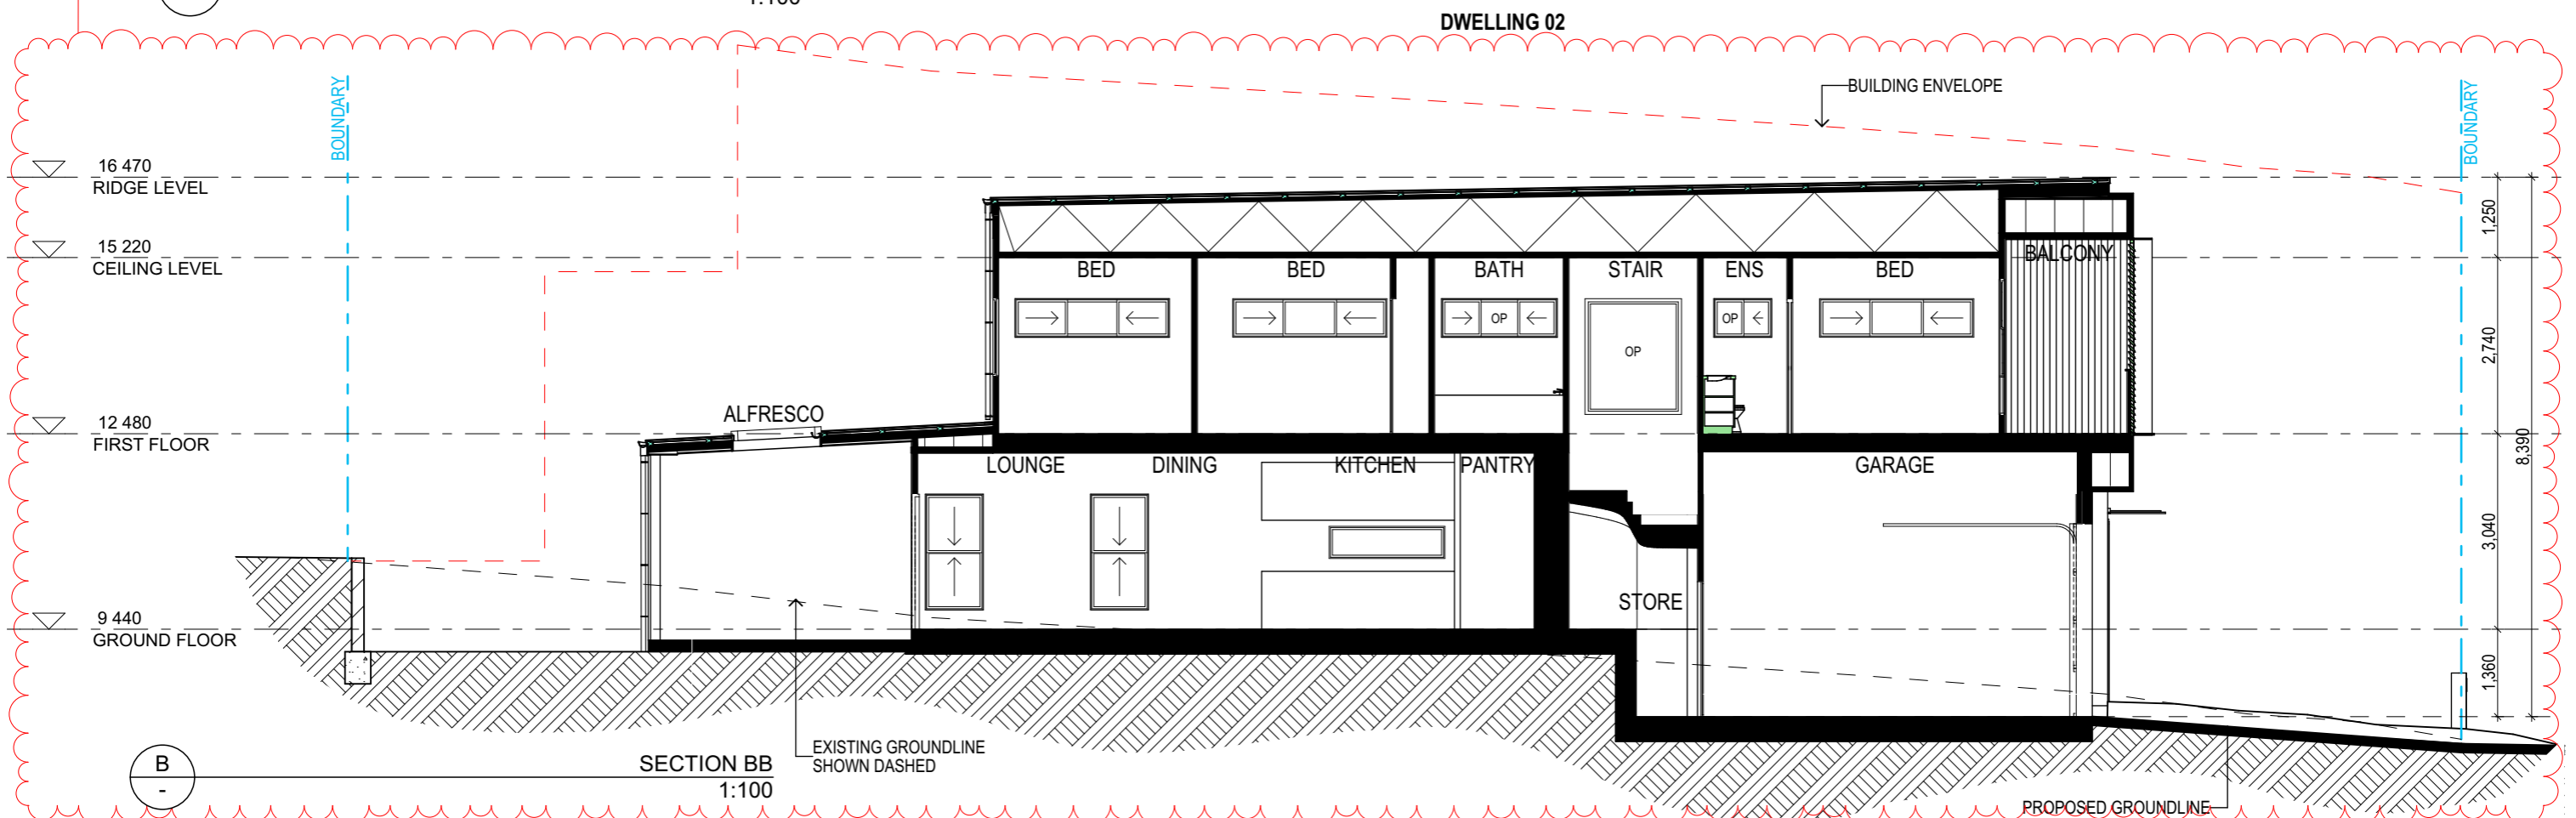 1:100
DWELLING 02
BOUNDARY
BUILDING ENVELOPE
BOUNDARY
16 470
RIDGE LEVEL
15 220
CEILING LEVEL
12 480
FIRST FLOOR
9 440
GROUND FLOOR
BED
BED
BATH
STAIR
ENS
BED
BALCONY
OP
OP
OP
ALFRESCO
LOUNGE
DINING
KITCHEN
PANTRY
GARAGE
STORE
1,250
2,740
3,040
1,360
8,390
B
-
SECTION BB
1:100
EXISTING GROUNDLINE
SHOWN DASHED
PROPOSED GROUNDLINE